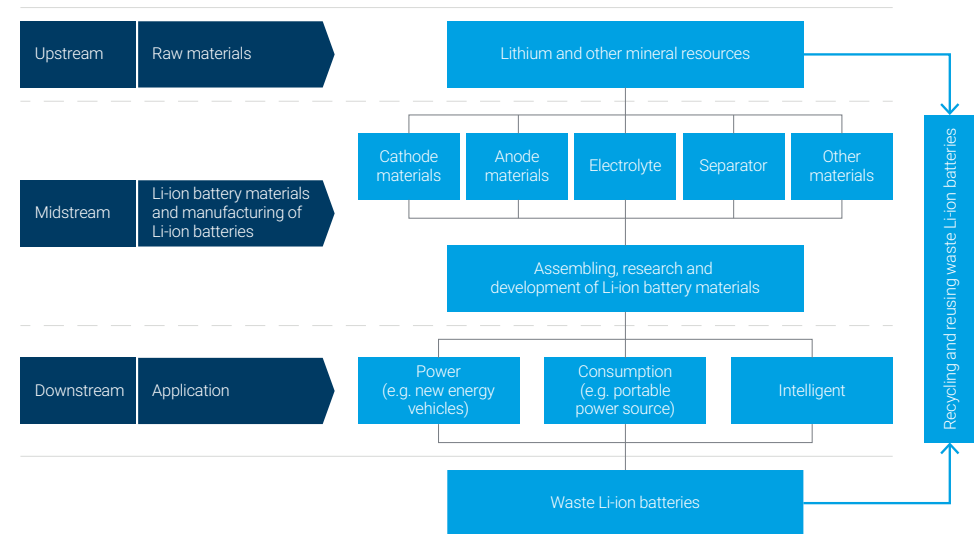 Upstream
Raw materials
Lithium and other mineral resources
Cathode
materials
Anode
materials
Electrolyte
Separator
Other
materials
Midstream
Li-ion battery materials
and manufacturing of
Li-ion batteries
Assembling, research and
development of Li-ion battery materials
Downstream
Application
Power
(e.g. new energy
vehicles)
Consumption
(e.g. portable
power source)
Intelligent
Waste Li-ion batteries
Recycling and reusing waste Li-ion batteries